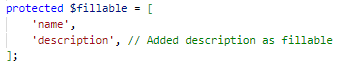 protected $fillable = [
    'name',
    'description', // Added description as fillable
];